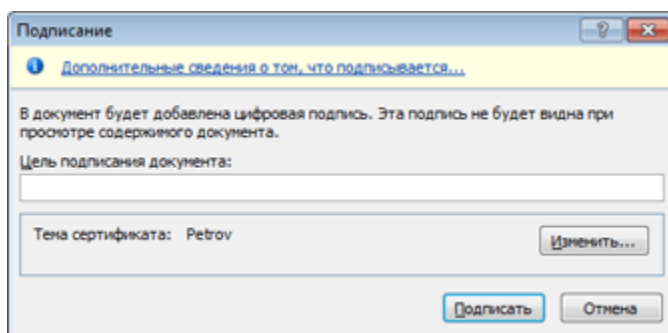 Подписание
Дополнительные сведения о том, что подписывается...
В документ будет добавлена цифровая подпись. Эта подпись не будет видна при
просмотре содержимого документа.
Цель подписания документа:
Тема сертификата: Petrov
Изменить...
Подписать
Отмена